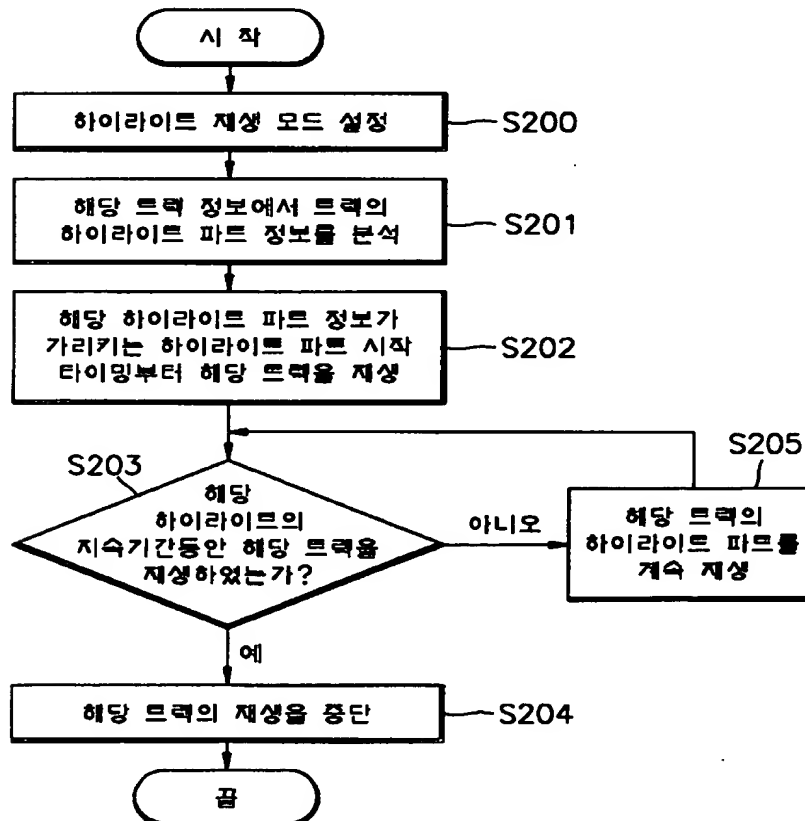 시 작
하이라이트 재생 모드 설정
S200
해당 트랙 정보에서 트랙의
하이라이트 파트 정보를 분석
S201
해당 하이라이트 파트 정보가
가리키는 하이라이트 파트 시작
타이밍부터 해당 트랙을 재생
S202
S203
해당
하이라이트의
지속기간동안 해당 트랙을
재생하였는가?
아니오
S205
해당 트랙의
하이라이트 파트를
계속 재생
예
해당 트랙의 재생을 중단
S204
끝